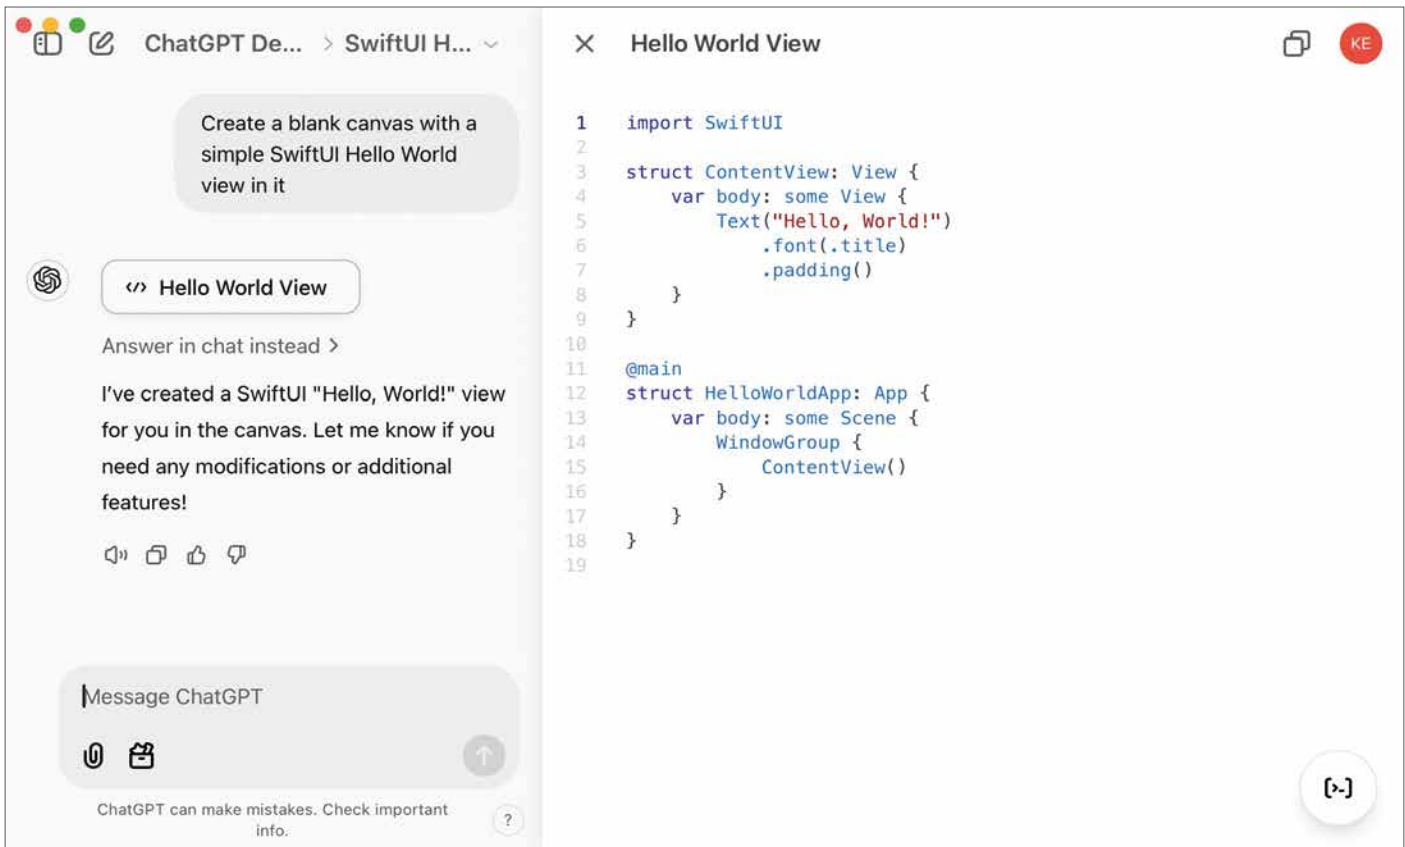 ChatGPT De... > SwiftUI H...
Create a blank canvas with a
simple SwiftUI Hello World
view in it
</> Hello World View
Answer in chat instead >
I've created a SwiftUI "Hello, World!" view
for you in the canvas. Let me know if you
need any modifications or additional
features!
Message ChatGPT
ChatGPT can make mistakes. Check important
info.
?
Hello World View
KE
1 import SwiftUI
2
3 struct ContentView: View {
4     var body: some View {
5         Text("Hello, World!")
6             .font(.title)
7             .padding()
8     }
9 }
10
11 @main
12 struct HelloWorldApp: App {
13     var body: some Scene {
14         WindowGroup {
15             ContentView()
16         }
17     }
18 }
19